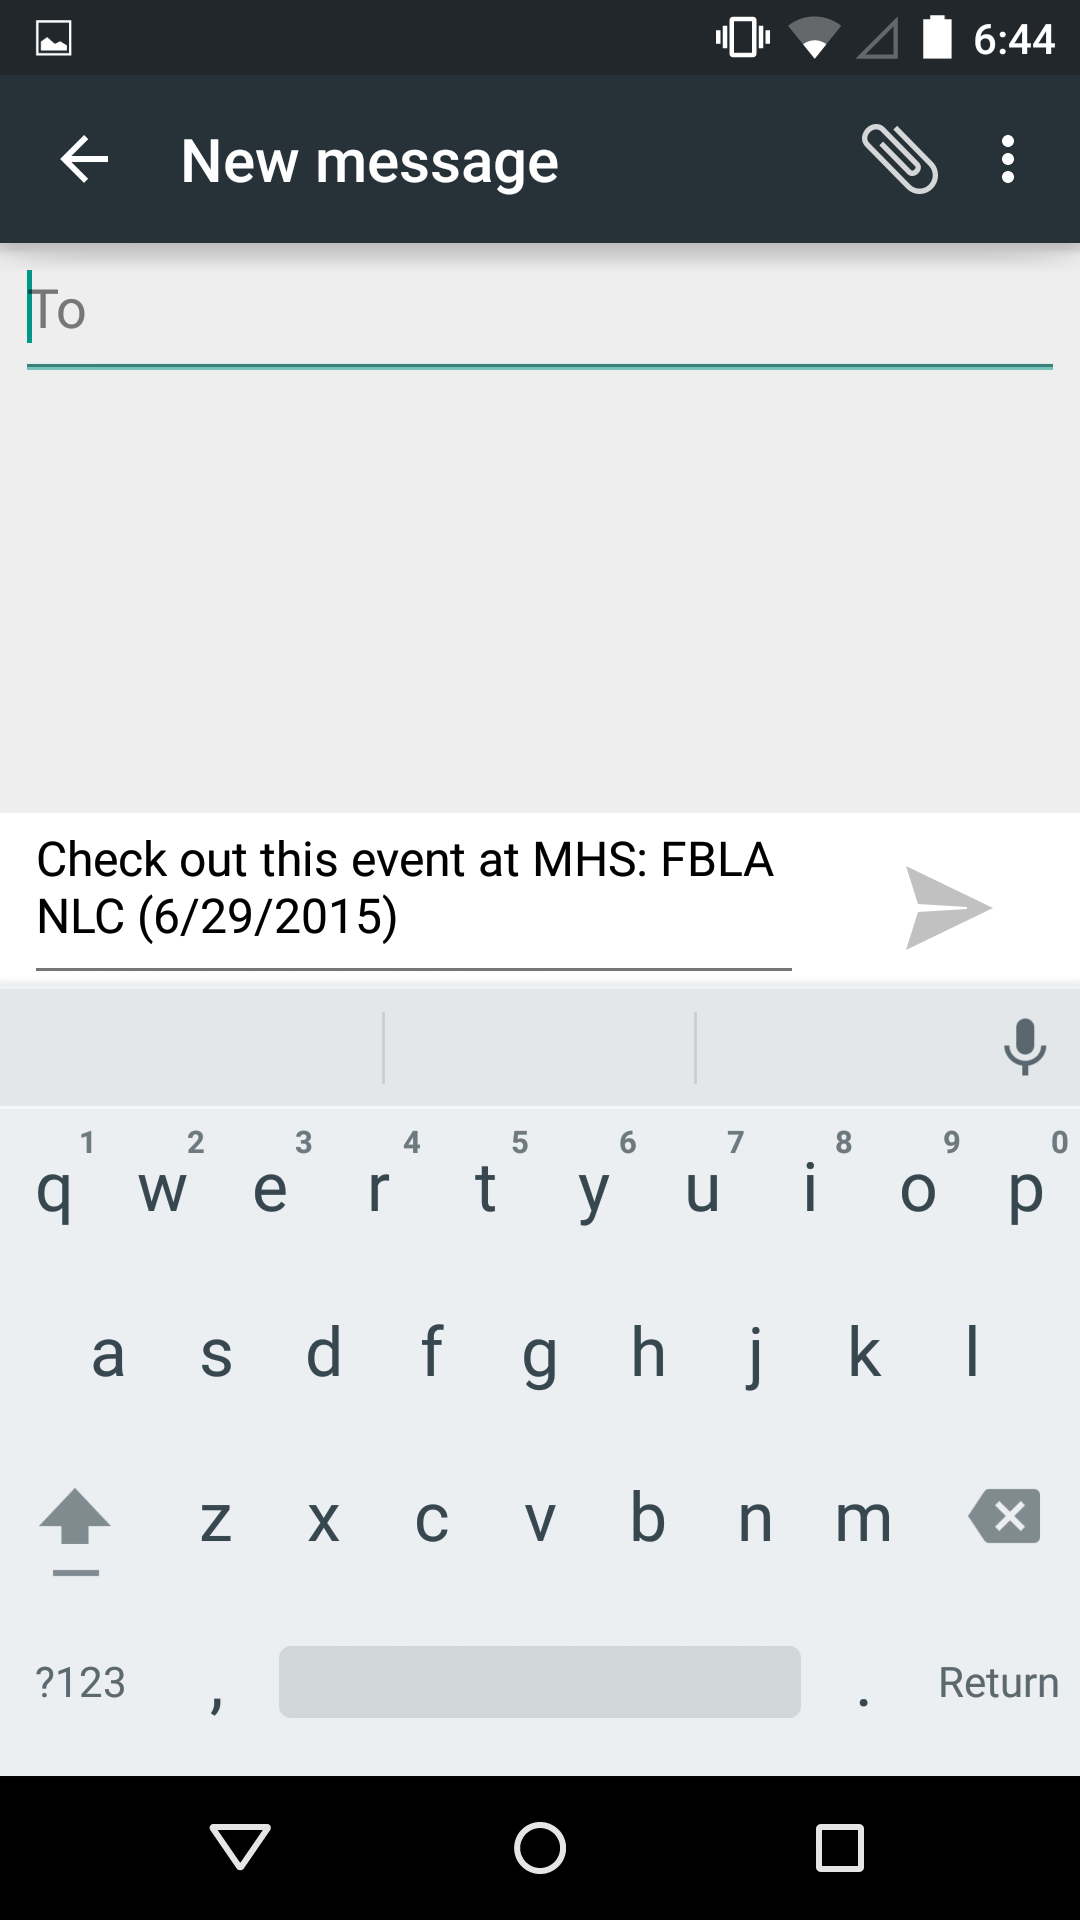 6:44
New message
To
Check out this event at MHS: FBLA
NLC (6/29/2015)
1 2 3 4 5 6 7 8 9 0
q w e r t y u i o p
a s d f g h j k l
z x c v b n m
?123 , . Return